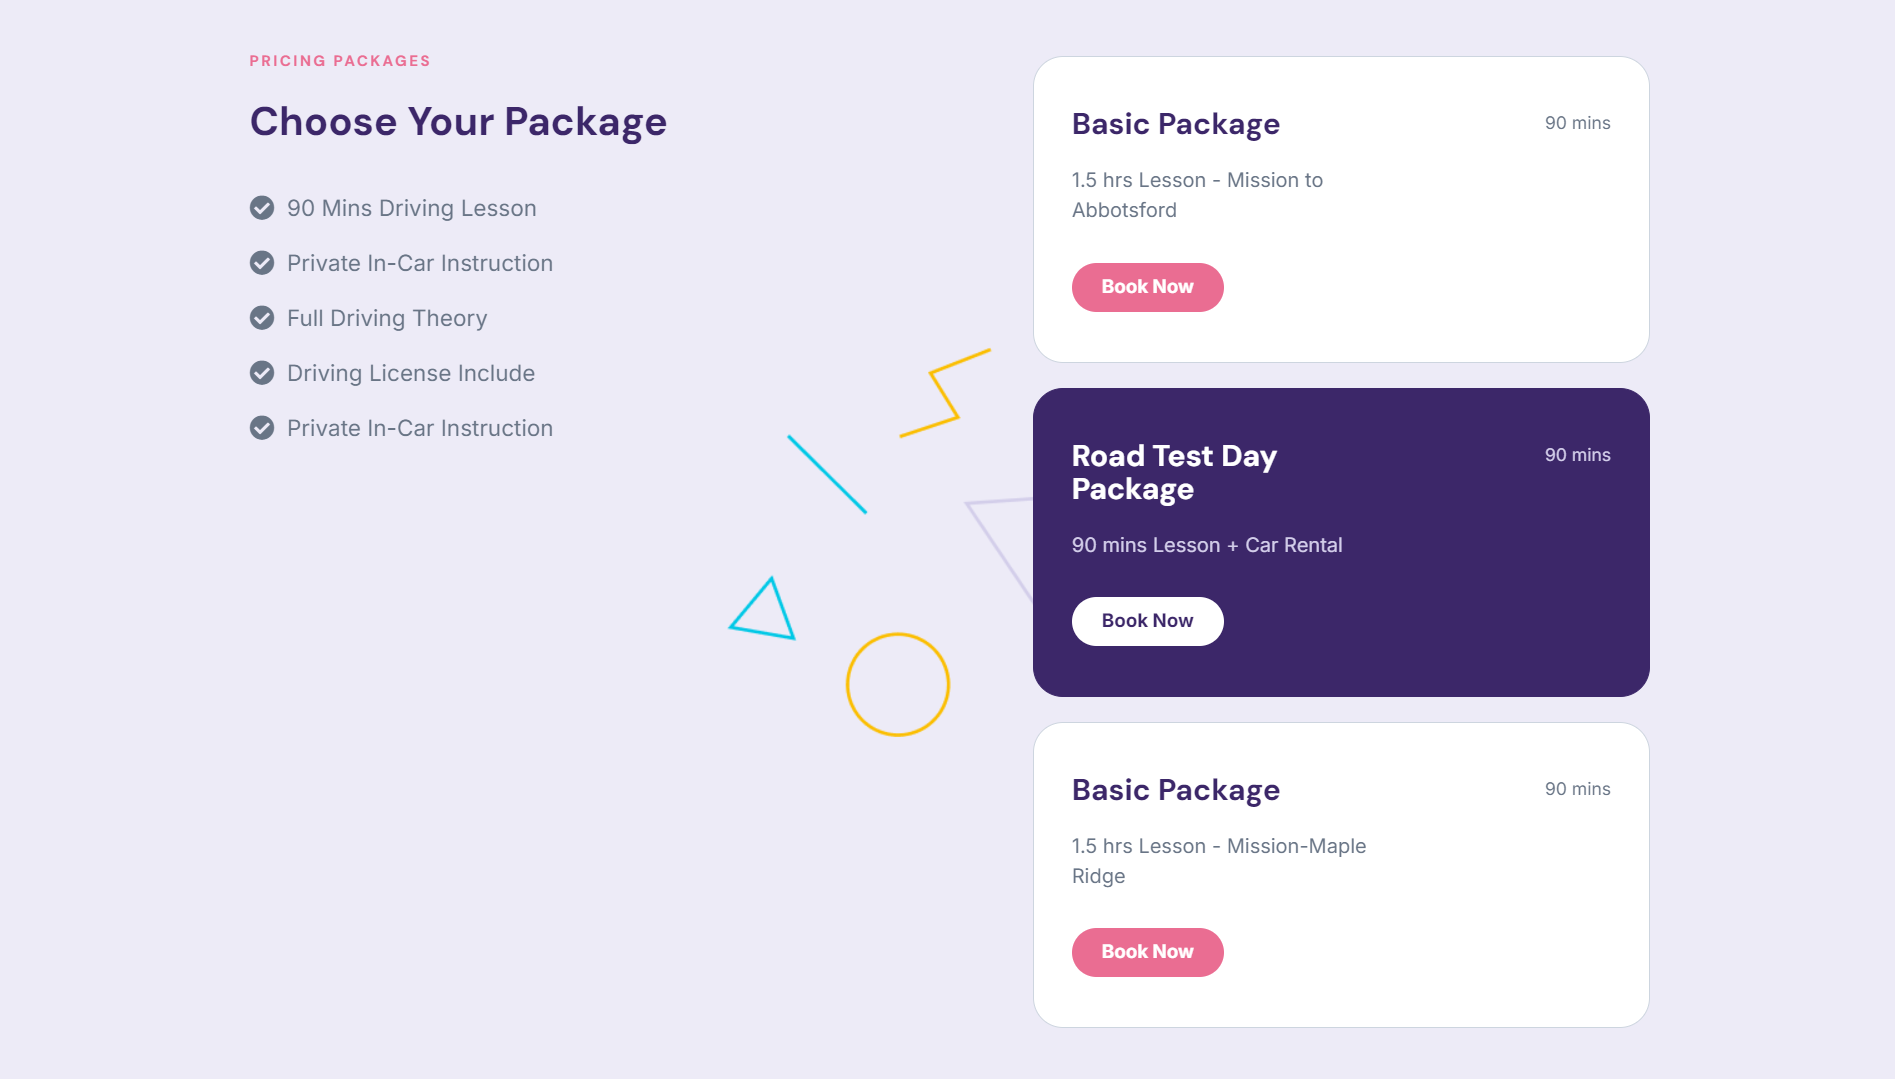 PRICING PACKAGES
Choose Your Package
90 Mins Driving Lesson
Private In-Car Instruction
Full Driving Theory
Driving License Include
Private In-Car Instruction
Basic Package
90 mins
1.5 hrs Lesson - Mission to
Abbotsford
Book Now
Road Test Day
Package
90 mins
90 mins Lesson + Car Rental
Book Now
Basic Package
90 mins
1.5 hrs Lesson - Mission-Maple
Ridge
Book Now